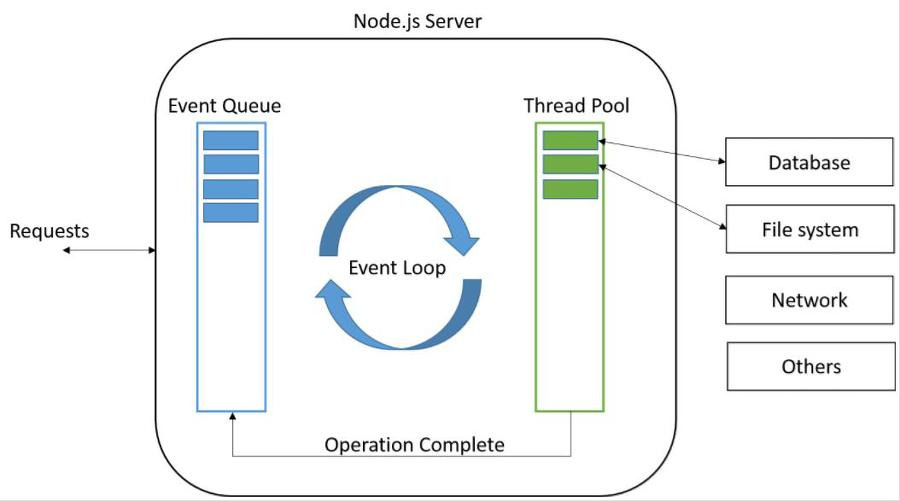 Node.js Server
Event Queue
Thread Pool
Database
Requests
File system
Event Loop
Network
Others
Operation Complete